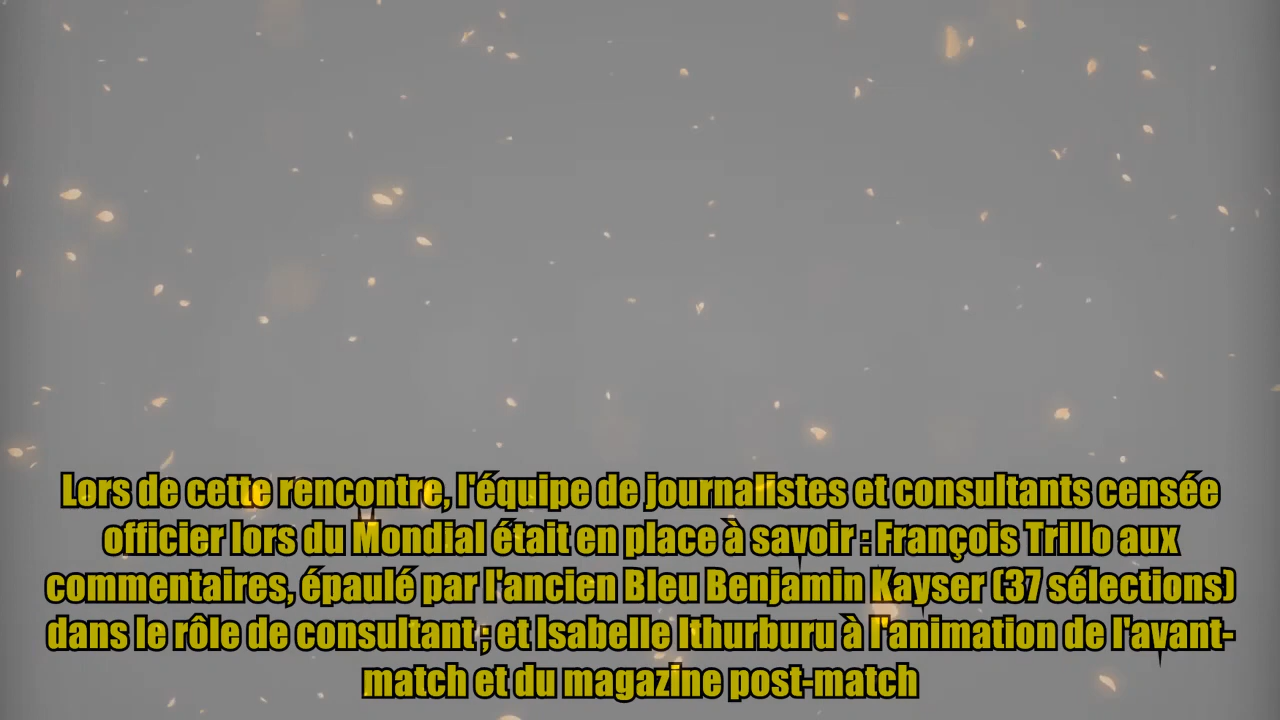 Lors de cette rencontre, l'équipe de journalistes et consultants censée
officier lors du Mondial était en place à savoir : François Trillo aux
commentaires, épaulé par l'ancien Bleu Benjamin Kayser (37 sélections)
dans le rôle de consultant ; et Isabelle Ithurburu à l'animation de l'avant-
match et du magazine post-match